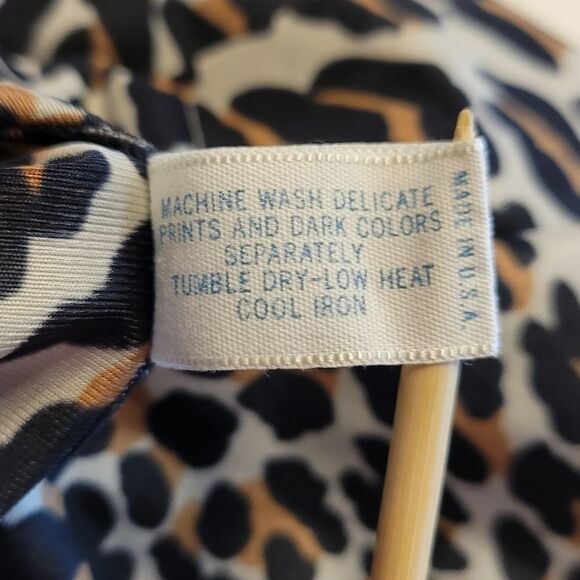 MACHINE WASH DELICATE
PRINTS AND DARK COLORS
SEPARATELY
TUMBLE DRY-LOW HEAT
COOL IRON
MADE IN U.S.A.